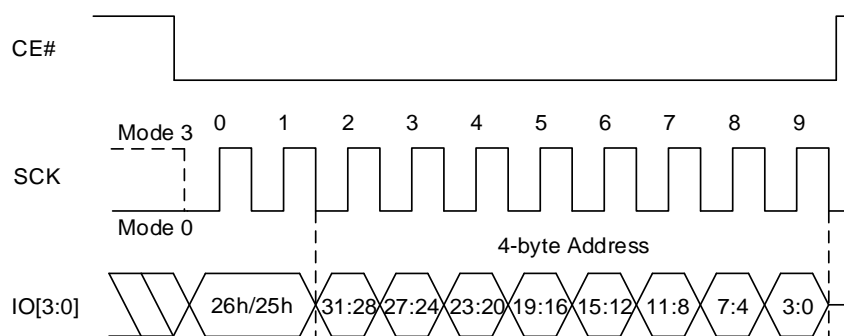 CE#
Mode 3 0 1 2 3 4 5 6 7 8 9
SCK
Mode 0
4-byte Address
IO[3:0] 26h/25h 31:28 27:24 23:20 19:16 15:12 11:8 7:4 3:0